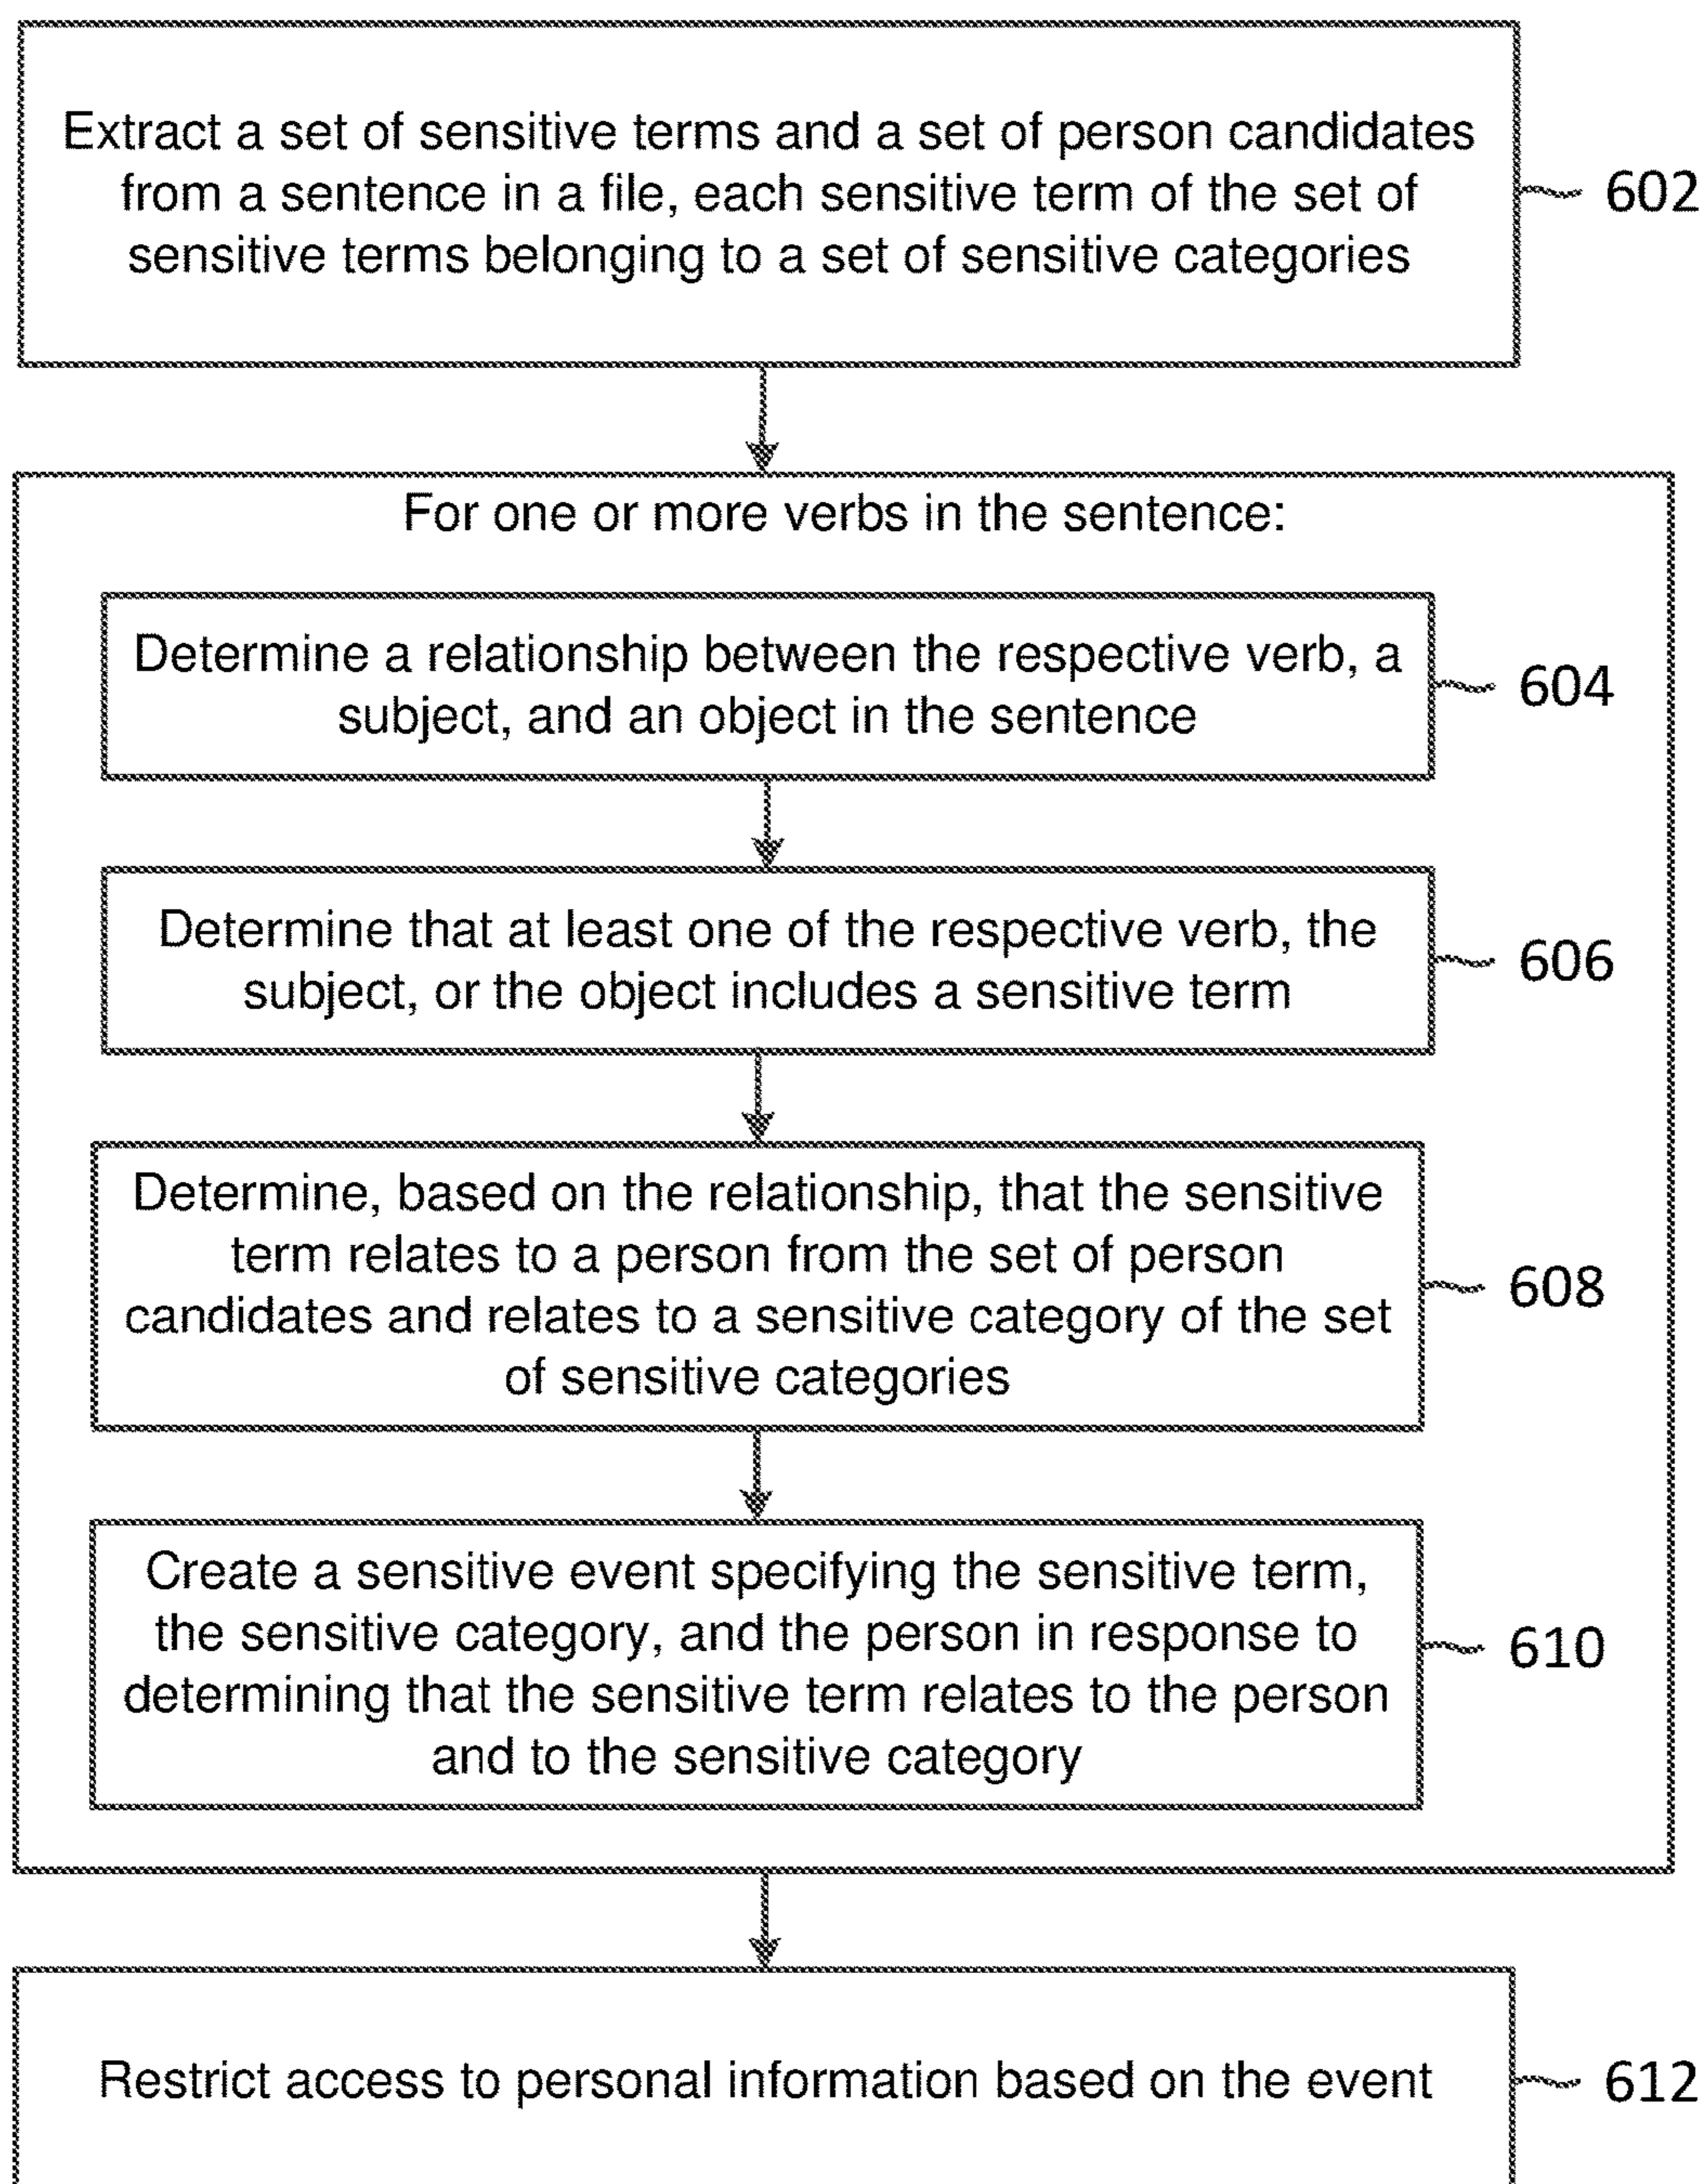 Extract a set of sensitive terms and a set of person candidates
from a sentence in a file, each sensitive term of the set of
sensitive terms belonging to a set of sensitive categories
602
For one or more verbs in the sentence:
Determine a relationship between the respective verb, a
subject, and an object in the sentence
604
Determine that at least one of the respective verb, the
subject, or the object includes a sensitive term
606
Determine, based on the relationship, that the sensitive
term relates to a person from the set of person
candidates and relates to a sensitive category of the set
of sensitive categories
608
Create a sensitive event specifying the sensitive term,
the sensitive category, and the person in response to
determining that the sensitive term relates to the person
and to the sensitive category
610
Restrict access to personal information based on the event
612